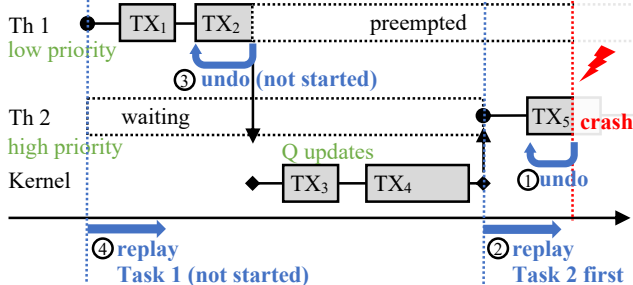 Th 1
TX1
TX2
preempted
low priority
③ undo (not started)
Th 2
waiting
TX5
crash
high priority
Q updates
① undo
Kernel
TX3
TX4
④ replay
Task 1 (not started)
② replay
Task 2 first